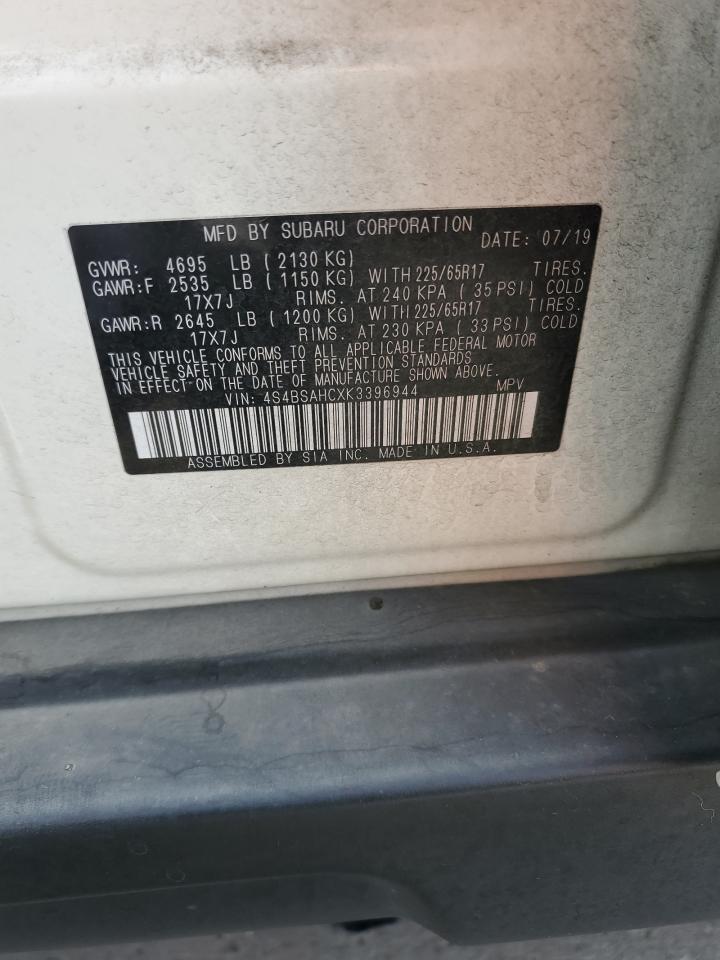 MFD BY SUBARU CORPORATION DATE: 07/19
GVWR: 4695 LB ( 2130 KG)
GAWR:F 2535 LB ( 1150 KG) WITH 225/65R17 TIRES.
17X7J RIMS. AT 240 KPA ( 35 PSI) COLD
GAWR:R 2645 LB ( 1200 KG) WITH 225/65R17 TIRES.
17X7J RIMS. AT 230 KPA ( 33 PSI) COLD
THIS VEHICLE CONFORMS TO ALL APPLICABLE FEDERAL MOTOR
VEHICLE SAFETY AND THEFT PREVENTION STANDARDS
IN EFFECT ON THE DATE OF MANUFACTURE SHOWN ABOVE.
VIN: 4S4BSAHCXK3396944 MPV
ASSEMBLED BY SIA INC. MADE IN U.S.A.